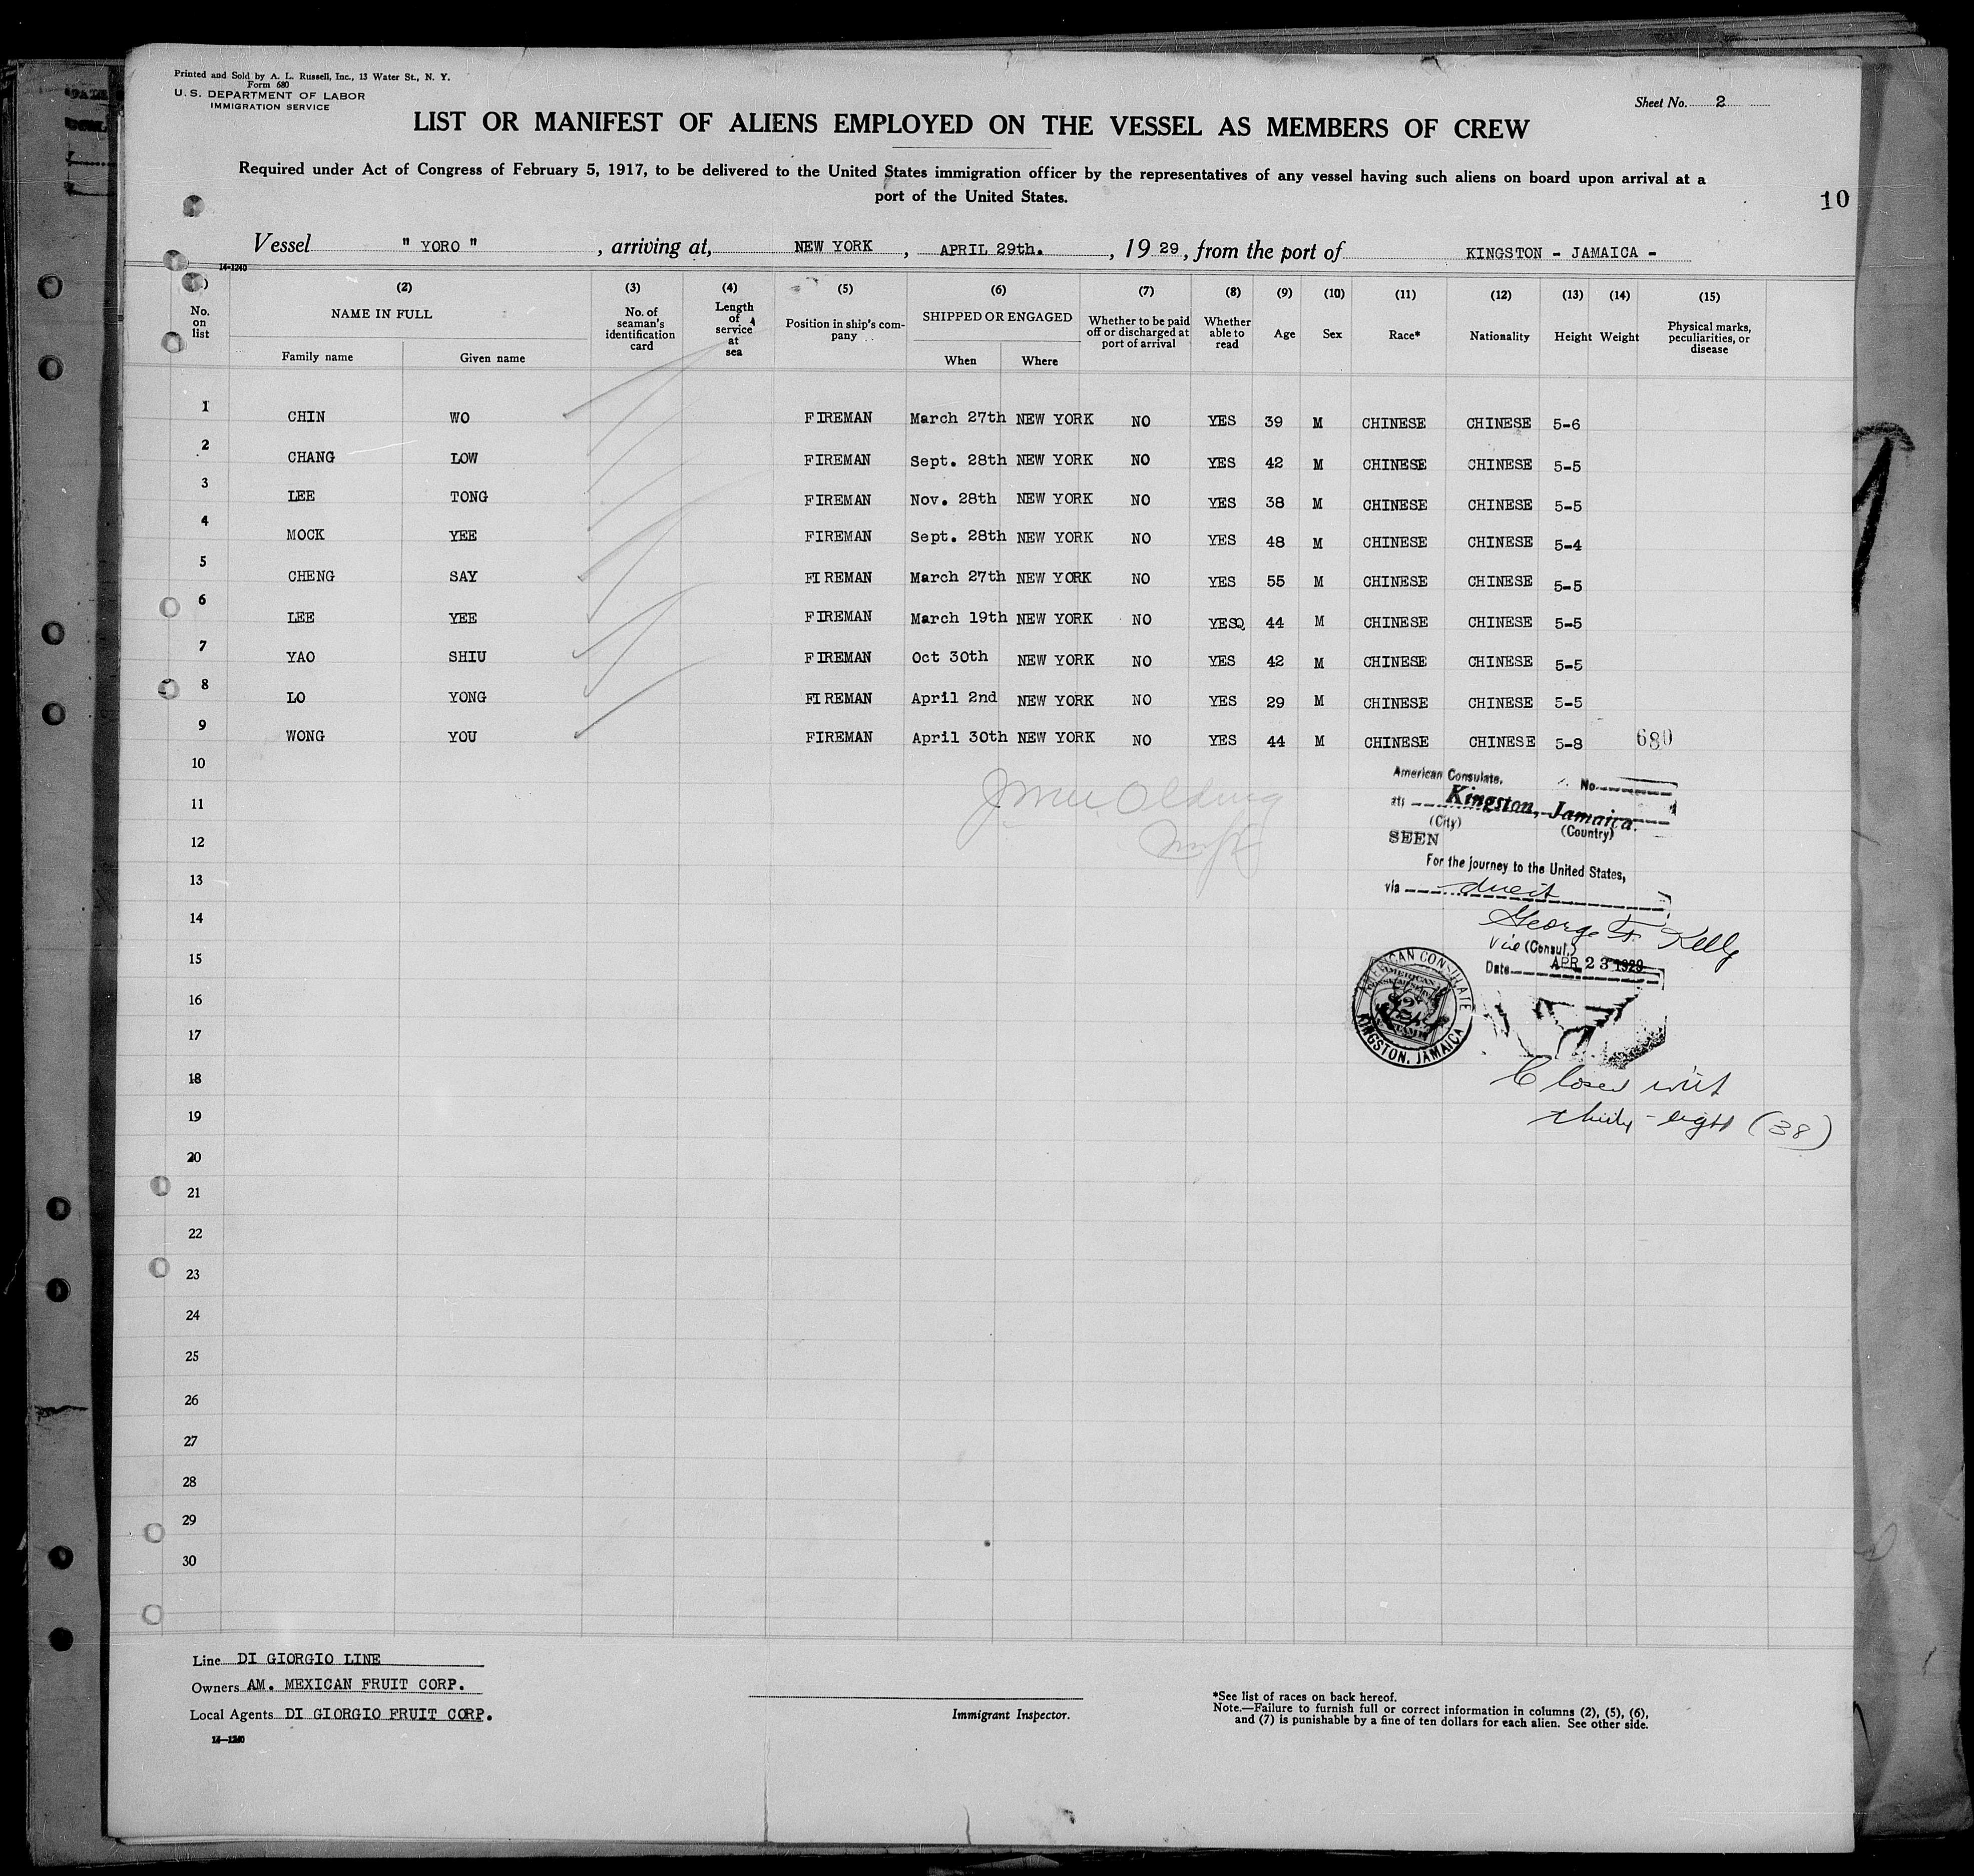 Printed and Sold by A. L. Russell, Inc., 13 Water St., N. Y.
Form 680
U. S. DEPARTMENT OF LABOR
IMMIGRATION SERVICE
Sheet No. 2
LIST OR MANIFEST OF ALIENS EMPLOYED ON THE VESSEL AS MEMBERS OF CREW
Required under Act of Congress of February 5, 1917, to be delivered to the United States immigration officer by the representatives of any vessel having such aliens on board upon arrival at a
port of the United States.
10
Vessel " YORO " , arriving at, NEW YORK , APRIL 29th. , 19 29, from the port of KINGSTON - JAMAICA -
14-1240
(2) (3) (4) (5) (6) (7) (8) (9) (10) (11) (12) (13) (14) (15)
No. on list NAME IN FULL Family name Given name No. of seaman's identification card Length of service at sea Position in ship's company SHIPPED OR ENGAGED When Where Whether to be paid off or discharged at port of arrival Whether able to read Age Sex Race* Nationality Height Weight Physical marks, peculiarities, or disease
1 CHIN WO FIREMAN March 27th NEW YORK NO YES 39 M CHINESE CHINESE 5-6
2 CHANG LOW FIREMAN Sept. 28th NEW YORK NO YES 42 M CHINESE CHINESE 5-5
3 LEE TONG FIREMAN Nov. 28th NEW YORK NO YES 38 M CHINESE CHINESE 5-5
4 MOCK YEE FIREMAN Sept. 28th NEW YORK NO YES 48 M CHINESE CHINESE 5-4
5 CHENG SAY FIREMAN March 27th NEW YORK NO YES 55 M CHINESE CHINESE 5-5
6 LEE YEE FIREMAN March 19th NEW YORK NO YESQ 44 M CHINESE CHINESE 5-5
7 YAO SHIU FIREMAN Oct 30th NEW YORK NO YES 42 M CHINESE CHINESE 5-5
8 LO YONG FIREMAN April 2nd NEW YORK NO YES 29 M CHINESE CHINESE 5-5
9 WONG YOU FIREMAN April 30th NEW YORK NO YES 44 M CHINESE CHINESE 5-8 680
10
11
12
13
14
15
16
17
18
19
20
21
22
23
24
25
26
27
28
29
30
American Consulate, No
at Kingston, Jamaica.
(City) (Country)
SEEN
For the journey to the United States,
via direct
George F. Kelly
Vice (Consul)
Date APR 23 1929
AMERICAN CONSULATE
KINGSTON, JAMAICA
Closed with
thirty-eight (38)
Line DI GIORGIO LINE
Owners AM. MEXICAN FRUIT CORP.
Local Agents DI GIORGIO FRUIT CORP.
14-1240
Immigrant Inspector.
*See list of races on back hereof.
Note.—Failure to furnish full or correct information in columns (2), (5), (6),
and (7) is punishable by a fine of ten dollars for each alien. See other side.